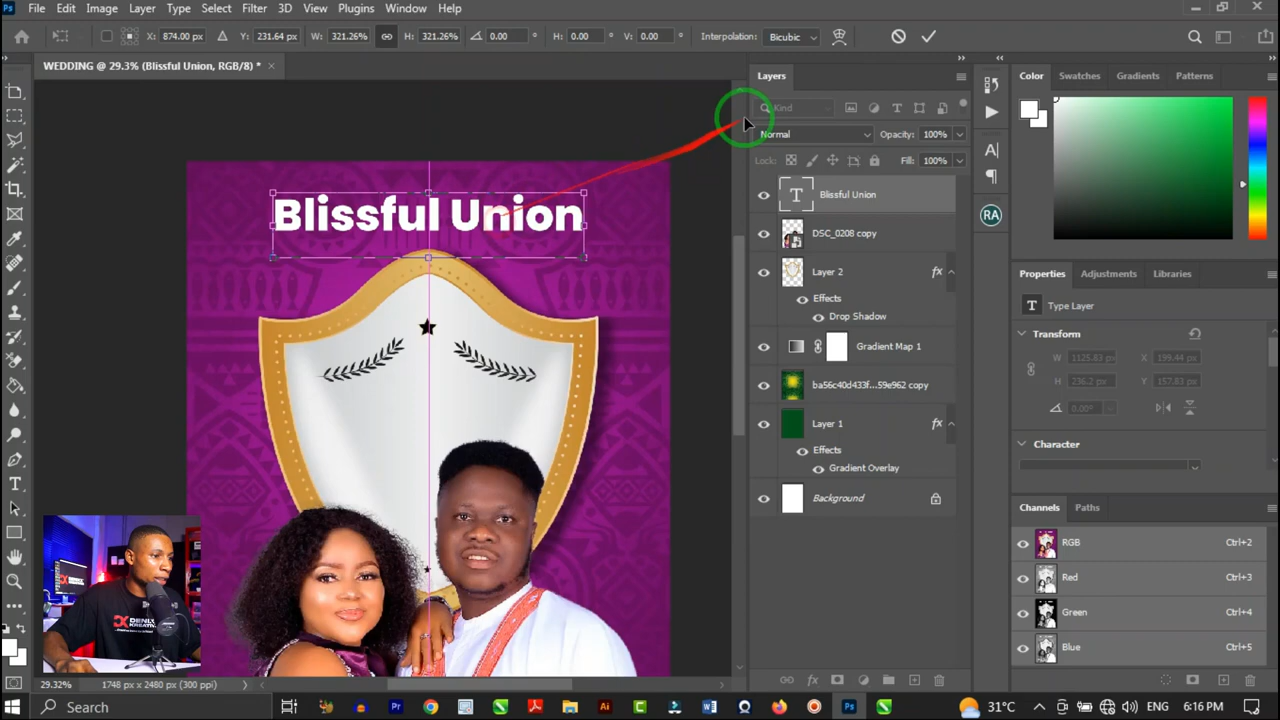 File Edit Image Layer Type Select Filter 3D View Plugins Window Help
X: 874.00 px Y: 231.64 px W: 321.26% H: 321.26% 0.00 ° H: 0.00 ° V: 0.00 ° Interpolation: Bicubic
WEDDING @ 29.3% (Blissful Union, RGB/8) *
Layers
Kind
Normal Opacity: 100%
Lock: Fill: 100%
Blissful Union
DSC_0208 copy
Layer 2 fx
Effects
Drop Shadow
Gradient Map 1
ba56c40d433f...59e962 copy
Layer 1 fx
Effects
Gradient Overlay
Background
Color Swatches Gradients Patterns
Properties Adjustments Libraries
Type Layer
Transform
W 1125.83 px X 199.44 px
H 236.2 px Y 157.83 px
0.00°
Character
Channels Paths
RGB Ctrl+2
Red Ctrl+3
Green Ctrl+4
Blue Ctrl+5
Blissful Union
RA
29.32% 1748 px x 2480 px (300 ppi)
Search
31°C ENG 6:16 PM